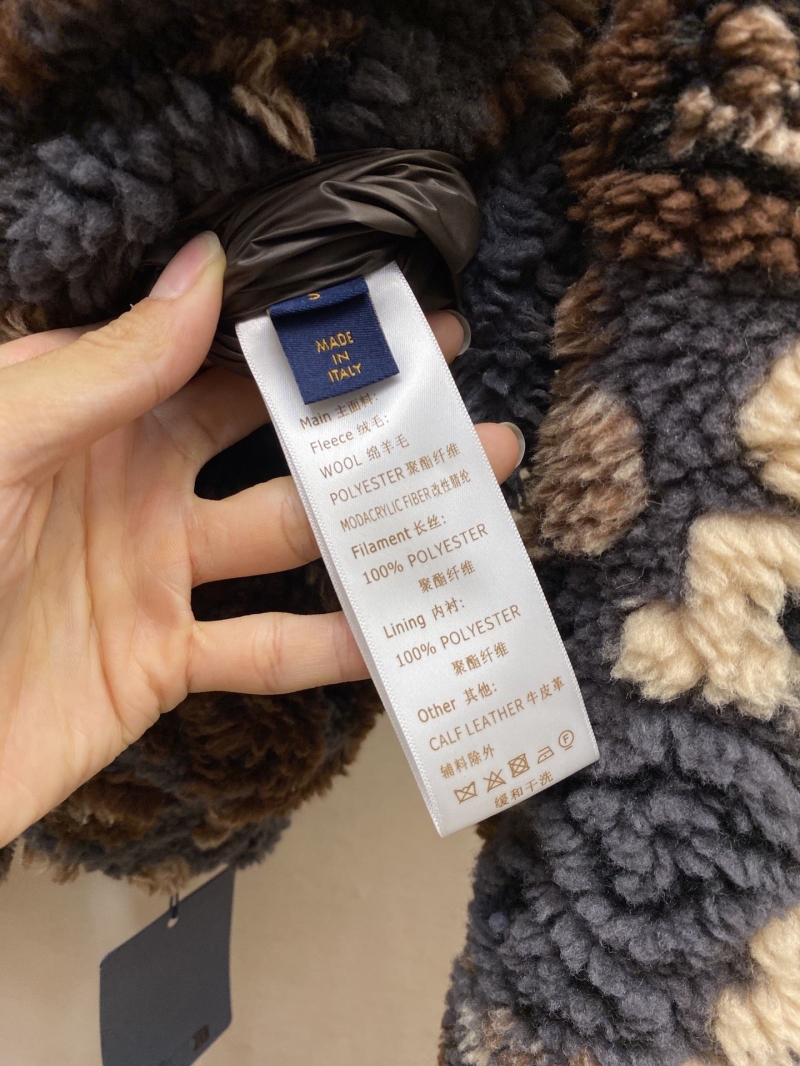 MADE
IN
ITALY
Main 主面料:
Fleece 绒毛:
WOOL 绵羊毛
POLYESTER 聚酯纤维
MODACRYLIC FIBER 改性腈纶
Filament 长丝:
100% POLYESTER
聚酯纤维
Lining 内衬:
100% POLYESTER
聚酯纤维
Other 其他:
CALF LEATHER 牛皮革
辅料除外
F
缓和干洗